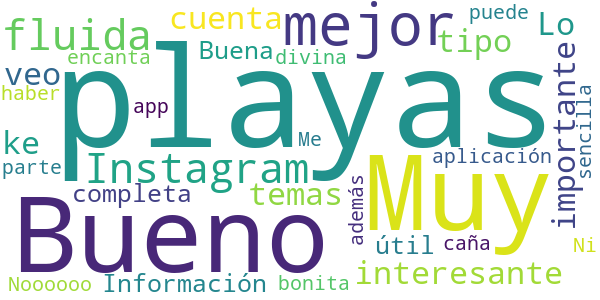 cuenta
mejor
puede
Lo
fluida
Buena
tipo
encanta
divina
veo
playas
importante
haber
app
sencilla
ke
Me
parte
Instagram
aplicación
Muy
completa
temas
además
Bueno
útil
caña
Ni
Noooooo
Información
bonita
interesante